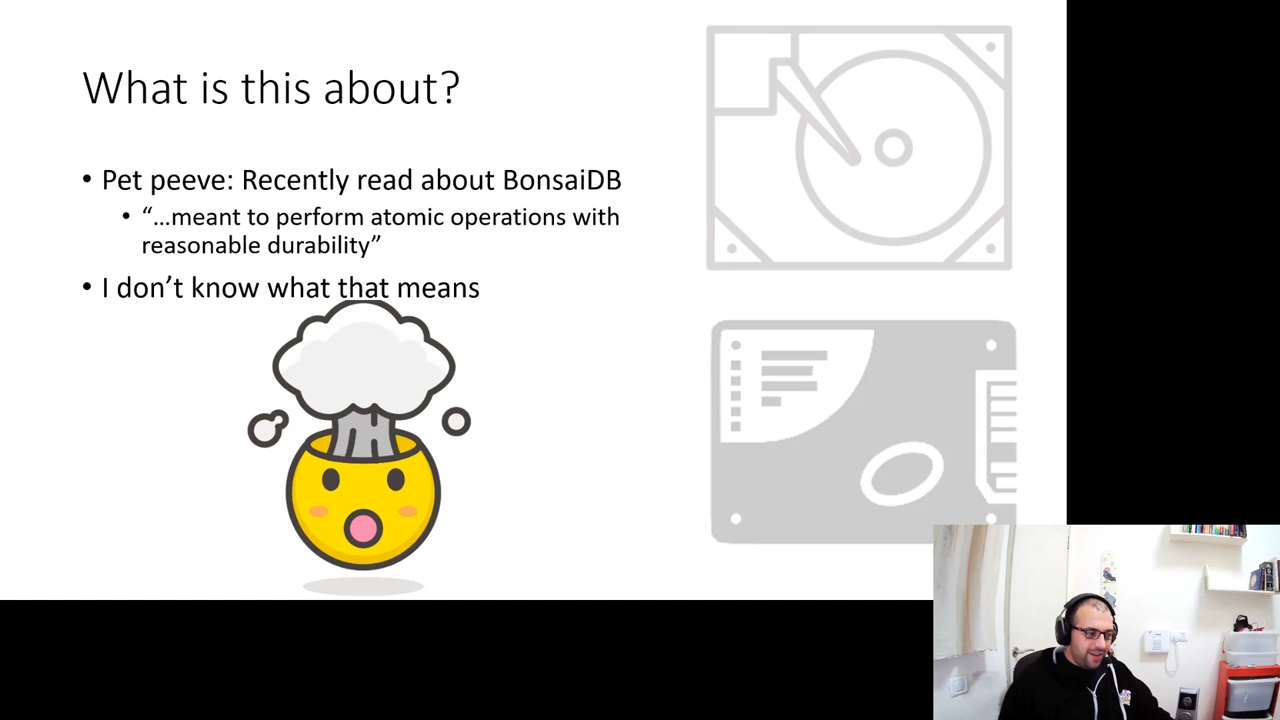 What is this about?
• Pet peeve: Recently read about BonsaiDB
• “…meant to perform atomic operations with
reasonable durability”
• I don’t know what that means